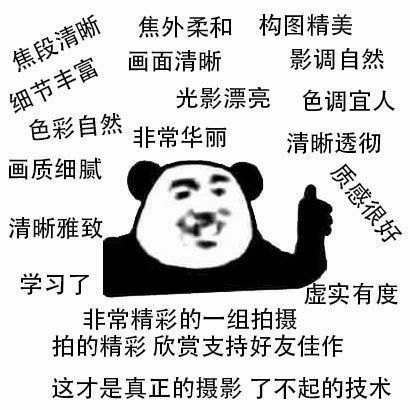 焦段清晰
焦外柔和
构图精美
画面清晰
影调自然
细节丰富
光影漂亮
色调宜人
色彩自然
非常华丽
清晰透彻
画质细腻
质感很好
清晰雅致
学习了
虚实有度
非常精彩的一组拍摄
拍的精彩 欣赏支持好友佳作
这才是真正的摄影 了不起的技术